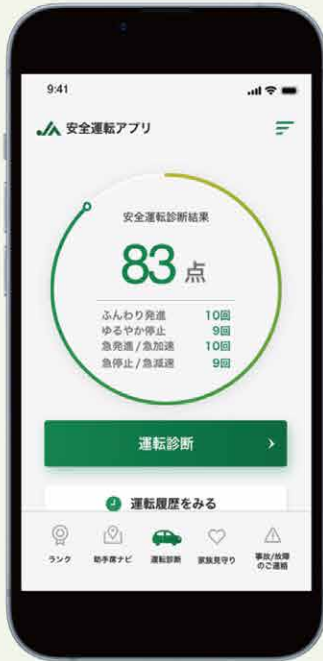 9:41
JA 安全運転アプリ
安全運転診断結果
83点
ふんわり発進 10回
ゆるやか停止 9回
急発進/急加速 10回
急停止/急減速 9回
運転診断
運転履歴をみる
ランク 助手席ナビ 運転診断 家族見守り 事故/故障
のご連絡